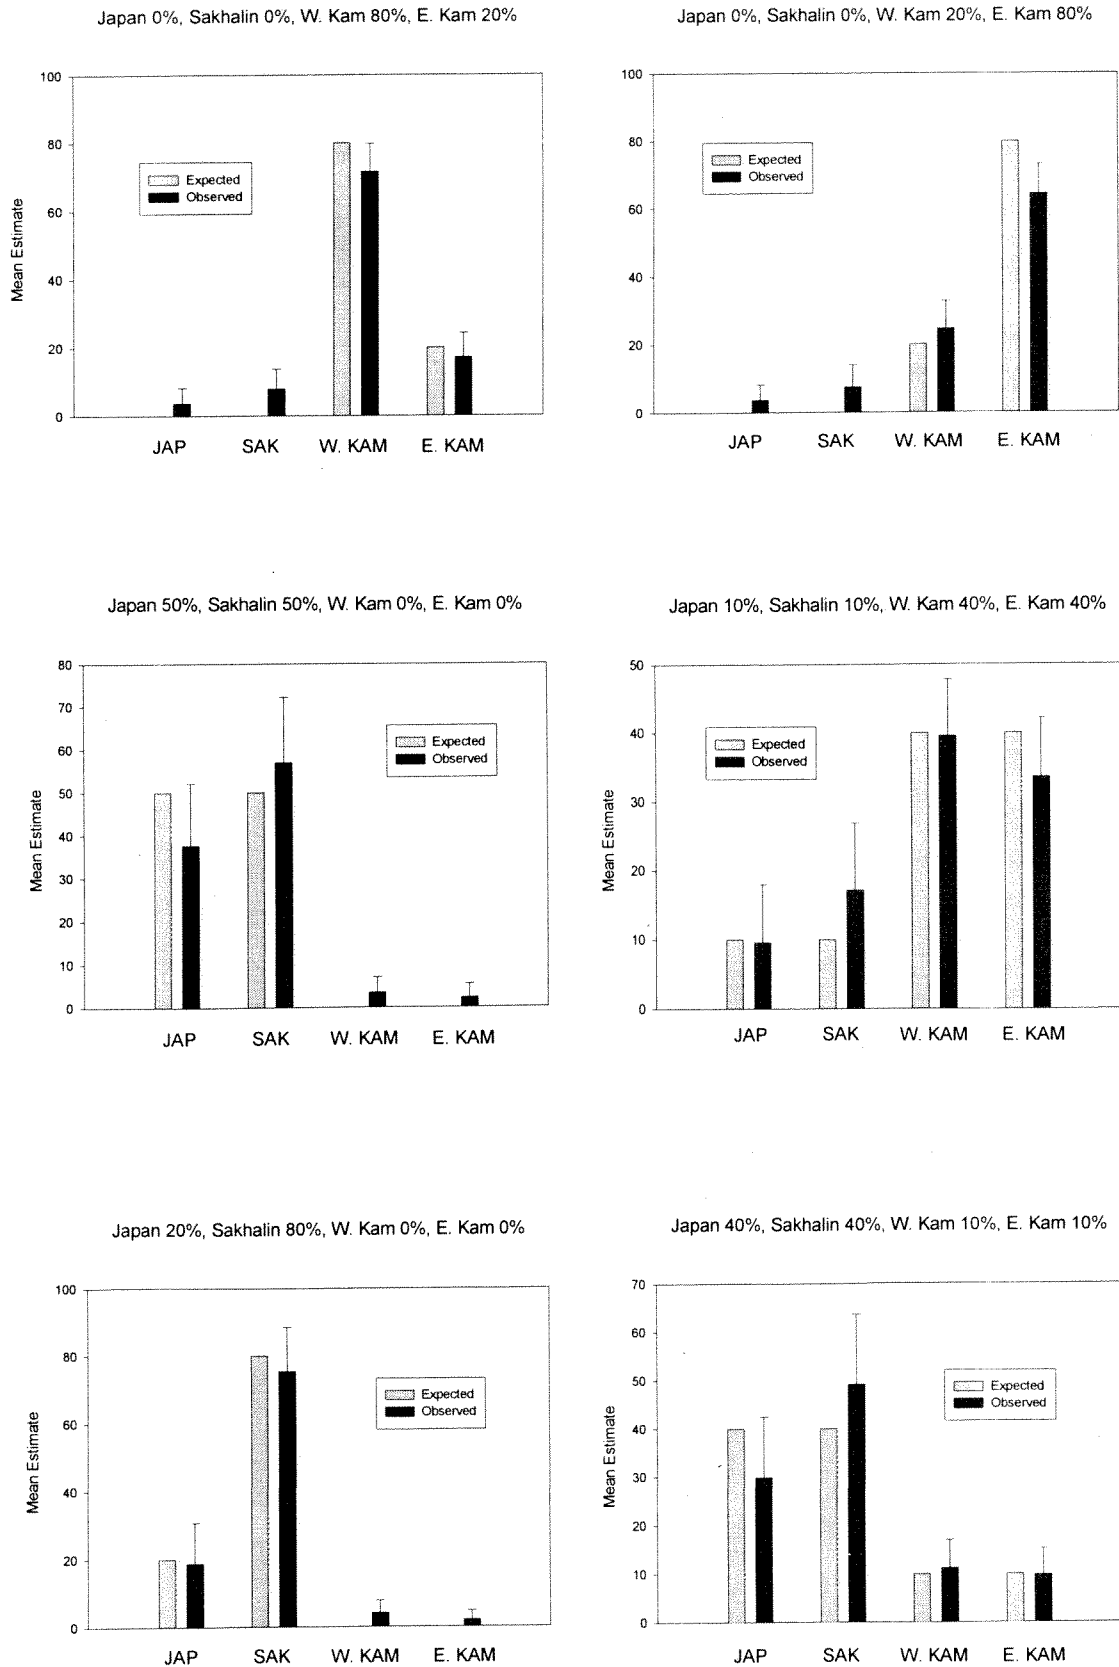 Japan 0%, Sakhalin 0%, W. Kam 80%, E. Kam 20%
100
80
60
40
20
0
Mean Estimate
Expected
Observed
JAP SAK W. KAM E. KAM
Japan 0%, Sakhalin 0%, W. Kam 20%, E. Kam 80%
100
80
60
40
20
0
Expected
Observed
JAP SAK W. KAM E. KAM
Japan 50%, Sakhalin 50%, W. Kam 0%, E. Kam 0%
80
70
60
50
40
30
20
10
0
Mean Estimate
Expected
Observed
JAP SAK W. KAM E. KAM
Japan 10%, Sakhalin 10%, W. Kam 40%, E. Kam 40%
50
40
30
20
10
0
Mean Estimate
Expected
Observed
JAP SAK W. KAM E. KAM
Japan 20%, Sakhalin 80%, W. Kam 0%, E. Kam 0%
100
80
60
40
20
0
Mean Estimate
Expected
Observed
JAP SAK W. KAM E. KAM
Japan 40%, Sakhalin 40%, W. Kam 10%, E. Kam 10%
70
60
50
40
30
20
10
0
Mean Estimate
Expected
Observed
JAP SAK W. KAM E. KAM